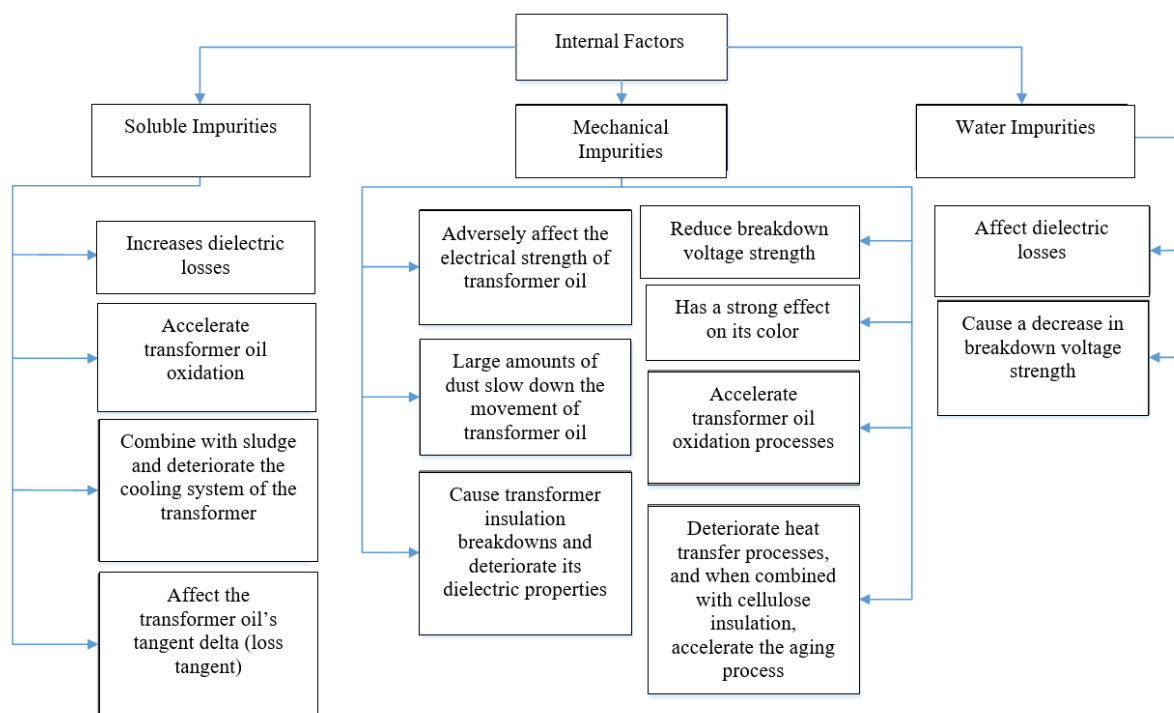 Internal Factors
Soluble Impurities
Mechanical
Impurities
Water Impurities
Increases dielectric
losses
Accelerate
transformer oil
oxidation
Combine with sludge
and deteriorate the
cooling system of the
transformer
Affect the
transformer oil’s
tangent delta (loss
tangent)
Adversely affect the
electrical strength of
transformer oil
Large amounts of
dust slow down the
movement of
transformer oil
Cause transformer
insulation
breakdowns and
deteriorate its
dielectric properties
Reduce breakdown
voltage strength
Has a strong effect
on its color
Accelerate
transformer oil
oxidation processes
Deteriorate heat
transfer processes,
and when combined
with cellulose
insulation,
accelerate the aging
process
Affect dielectric
losses
Cause a decrease in
breakdown voltage
strength